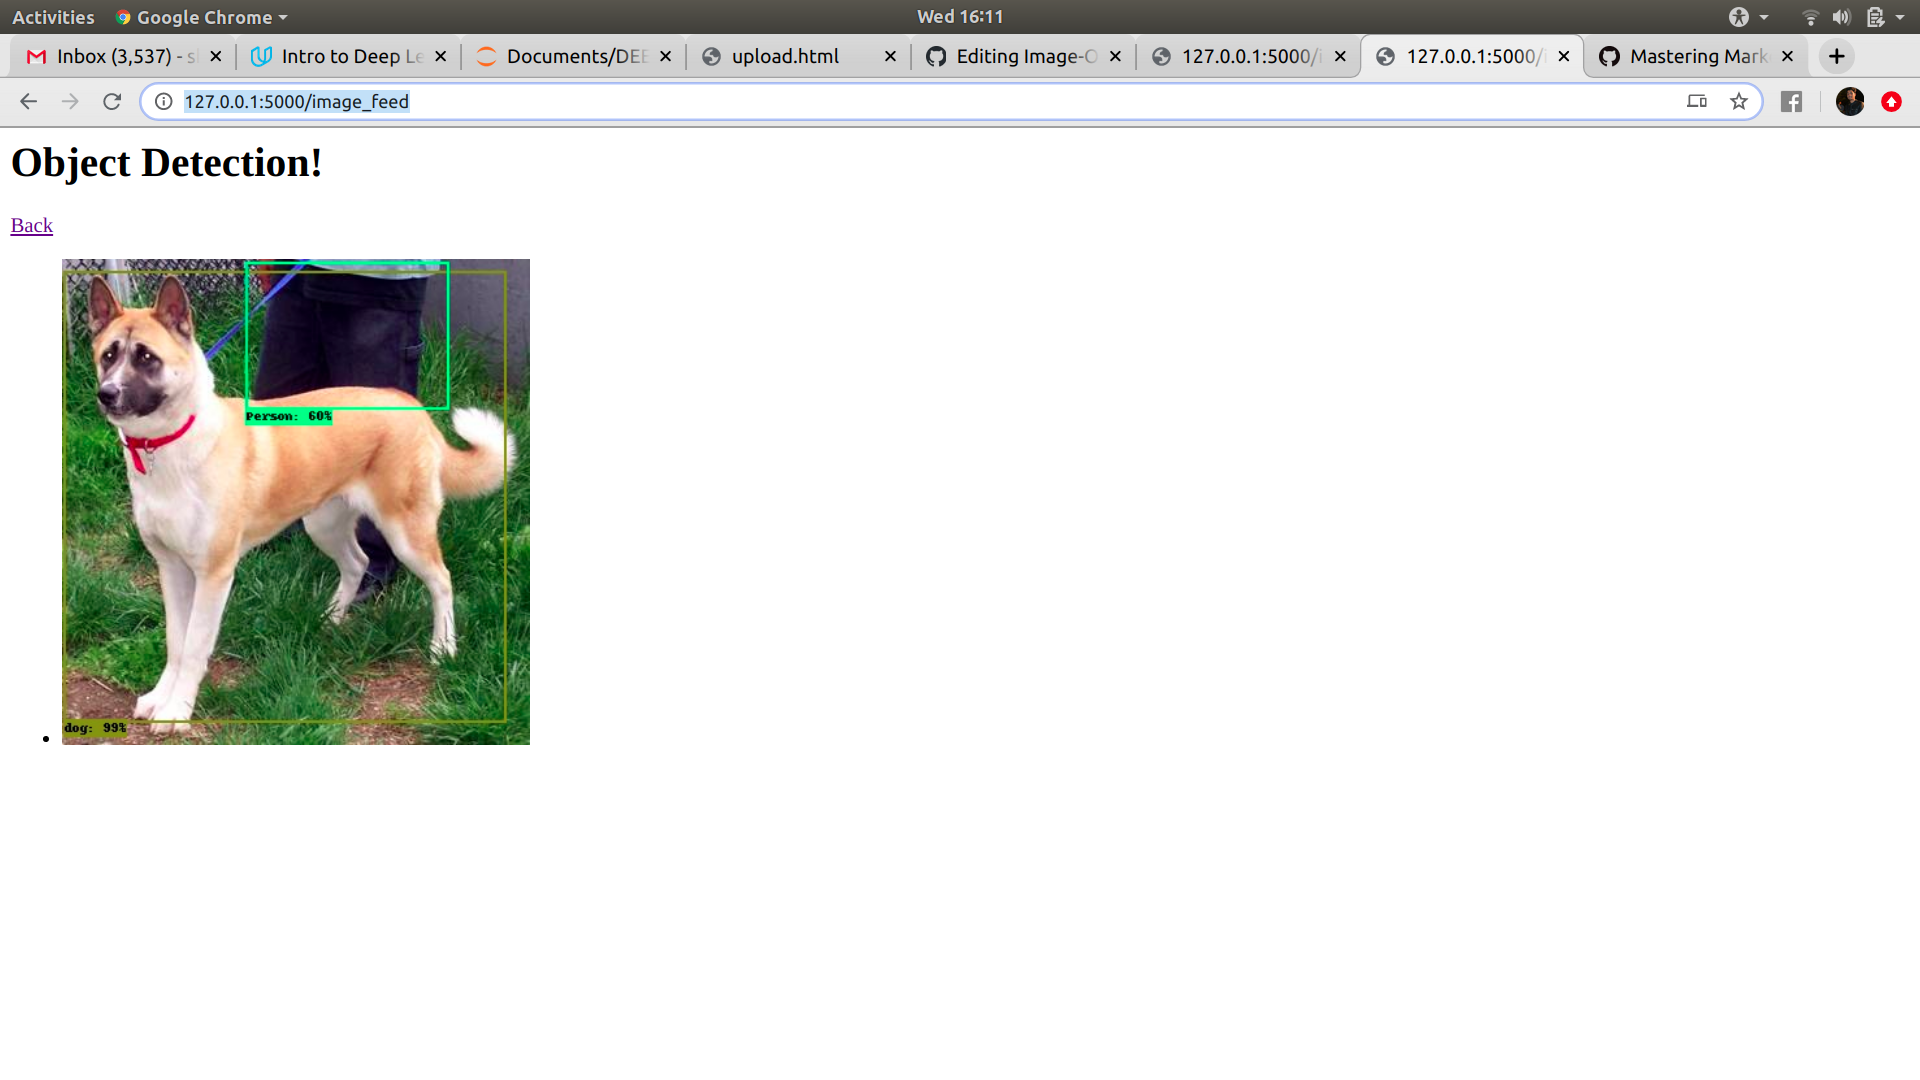 Activities Google Chrome Wed 16:11
Inbox (3,537) - Intro to Deep Le Documents/DEE upload.html Editing Image-O 127.0.0.1:5000/i 127.0.0.1:5000/i Mastering Mark
127.0.0.1:5000/image_feed
Object Detection!
Back
Person: 60%
dog: 99%